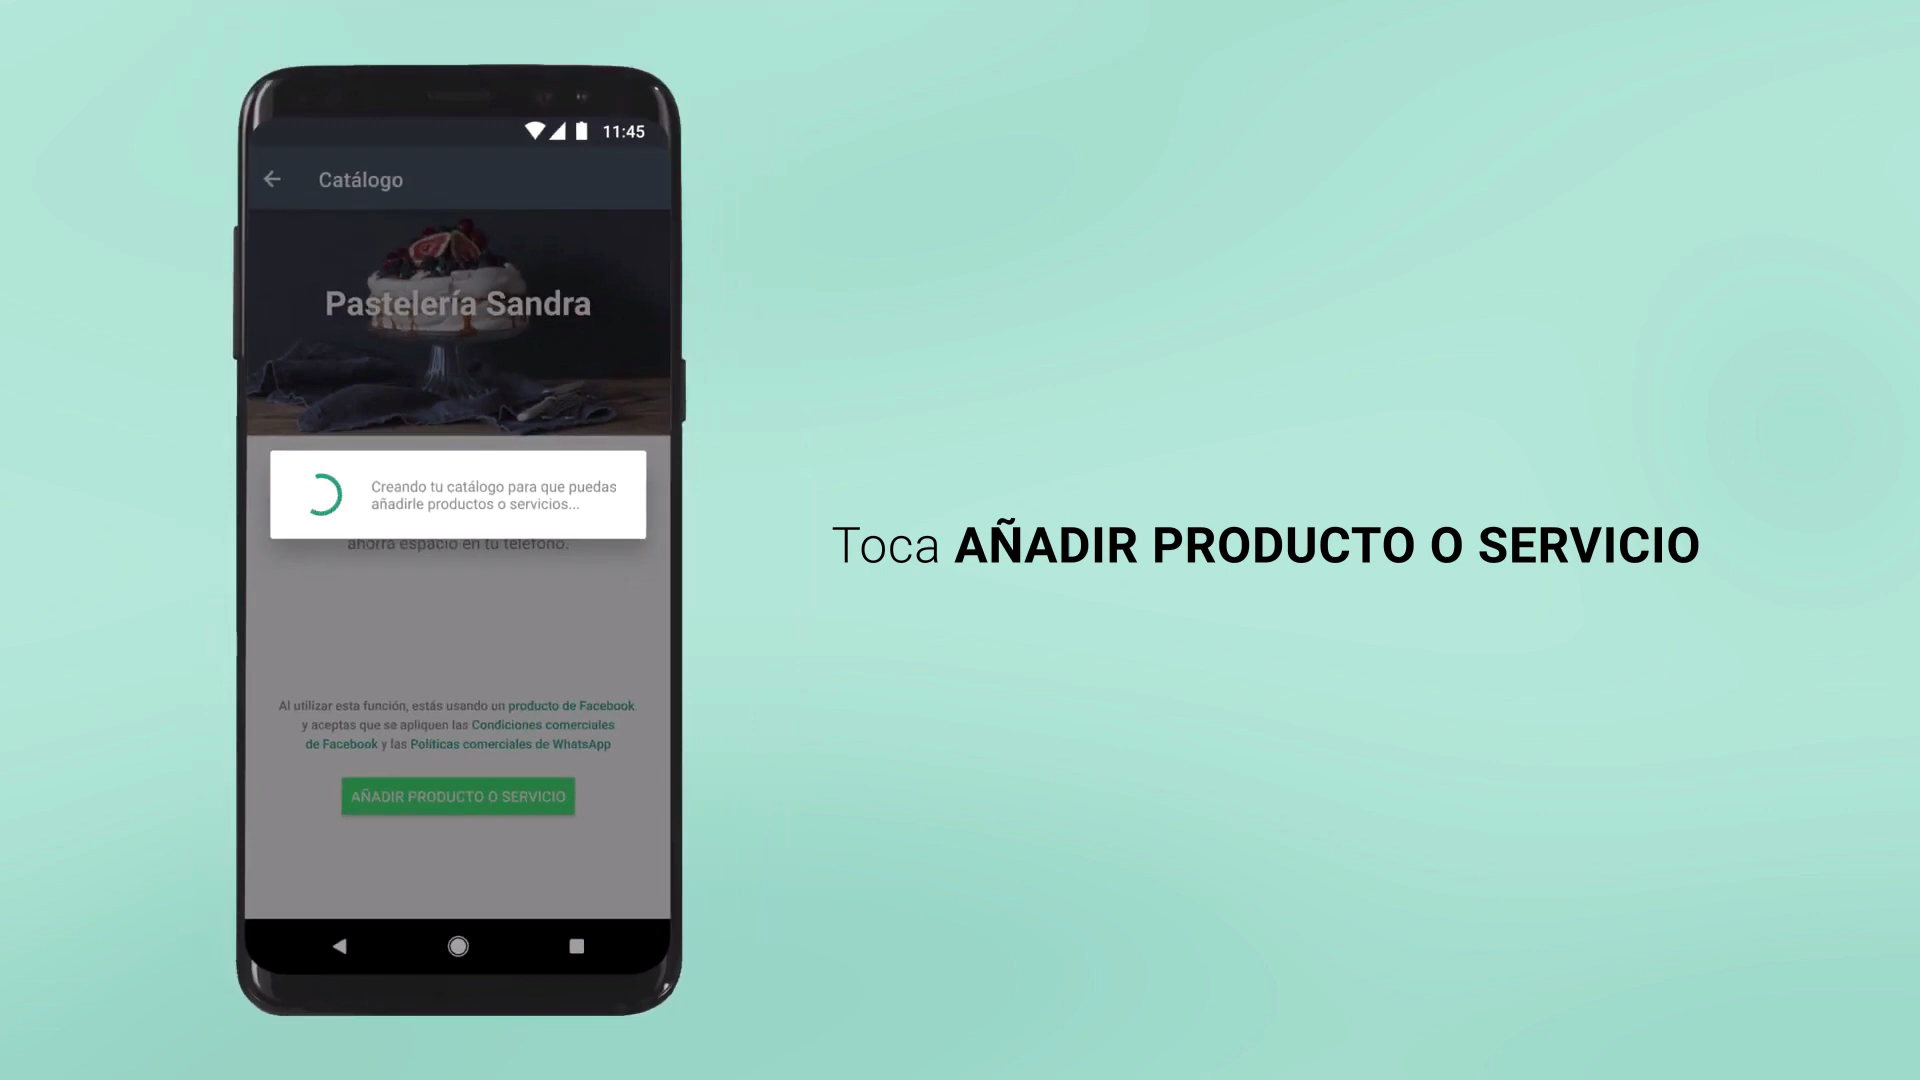 11:45
Catálogo
Pastelería Sandra
Creando tu catálogo para que puedas
añadirle productos o servicios...
ahorra espacio en tu teléfono.
Al utilizar esta función, estás usando un producto de Facebook
y aceptas que se apliquen las Condiciones comerciales
de Facebook y las Políticas comerciales de WhatsApp
AÑADIR PRODUCTO O SERVICIO
Toca AÑADIR PRODUCTO O SERVICIO